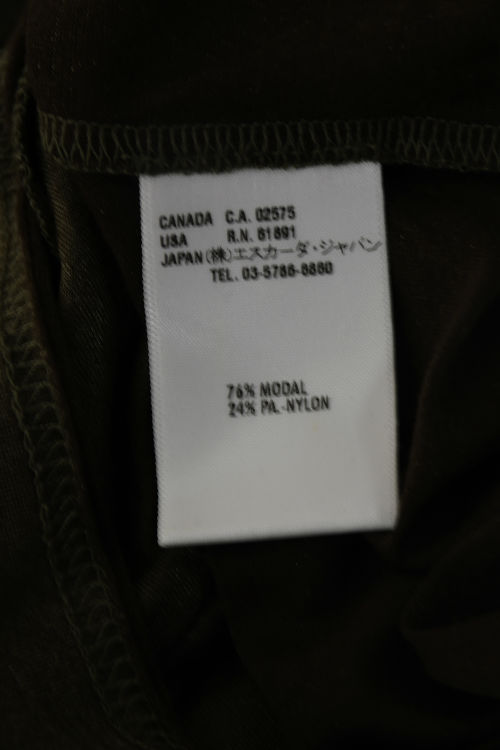 CANADA C.A. 02575
USA R.N. 61891
JAPAN (株)エスカーダ・ジャパン
TEL. 03-5786-8860
76% MODAL
24% PA.-NYLON